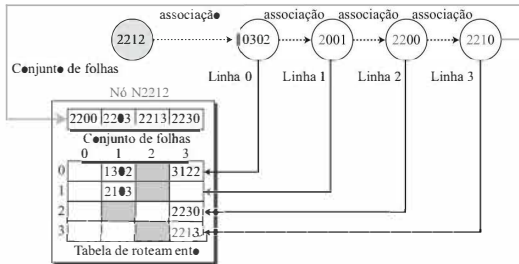 associação associação associação associação
2212 0302 2001 2200 2210
Conjunto de folhas
Linha 0 Linha 1 Linha 2 Linha 3
Nó N2212
2200 2203 2213 2230
Conjunto de folhas
0 1 2 3
0 1302 3122
1 2103
2 2230
3 2213
Tabela de roteamento